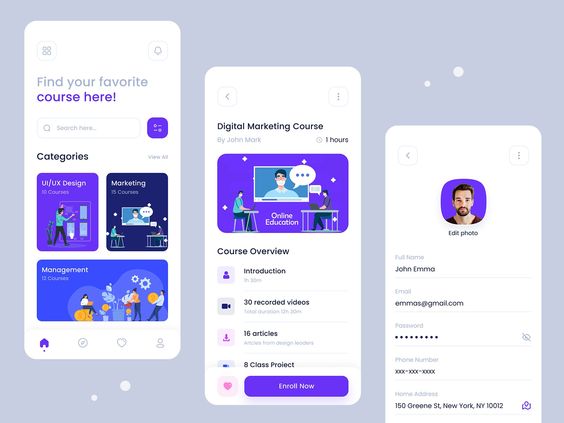 Find your favorite
course here!
Search here...
Categories
View All
UI/UX Design
10 Courses
Marketing
15 Courses
Management
12 Courses
Digital Marketing Course
By John Mark
1 hours
Online
Education
Course Overview
Introduction
1h 30m
30 recorded videos
Total duration 12h 30m
16 articles
Articles from design leaders
8 Class Project
Enroll Now
Edit photo
Full Name
John Emma
Email
emmas@gmail.com
Password
Phone Number
xxx-xxx-xxxx
Home Address
150 Greene St, New York, NY 10012